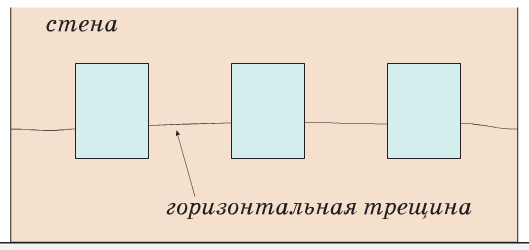 стена
горизонтальная трещина